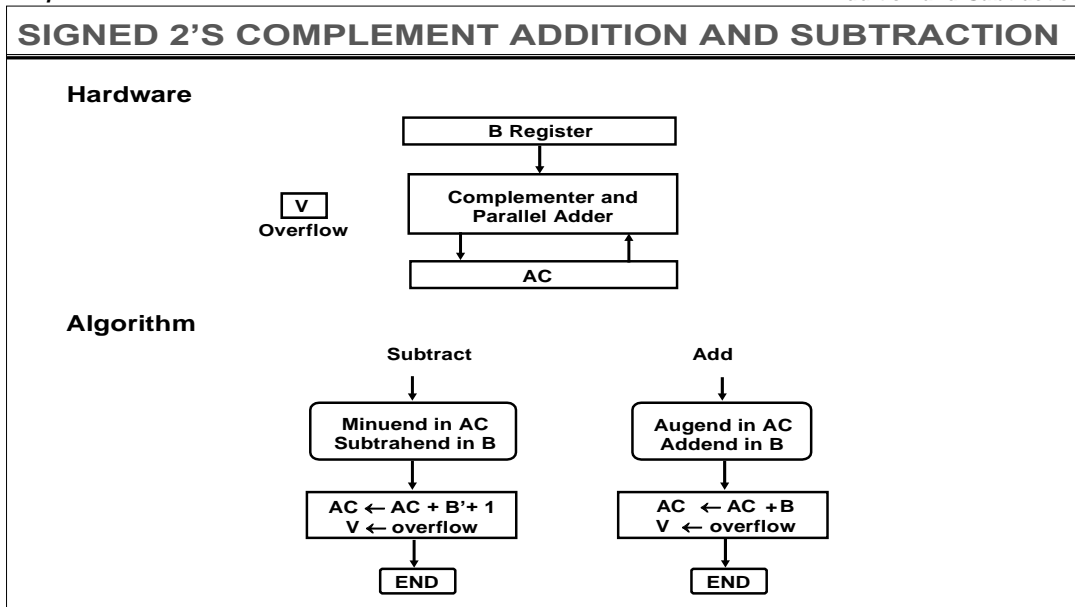 SIGNED 2'S COMPLEMENT ADDITION AND SUBTRACTION
Hardware
B Register
Complementer and
Parallel Adder
V
Overflow
AC
Algorithm
Subtract
Add
Minuend in AC
Subtrahend in B
Augend in AC
Addend in B
AC ← AC + B'+ 1
V ← overflow
AC ← AC + B
V ← overflow
END
END